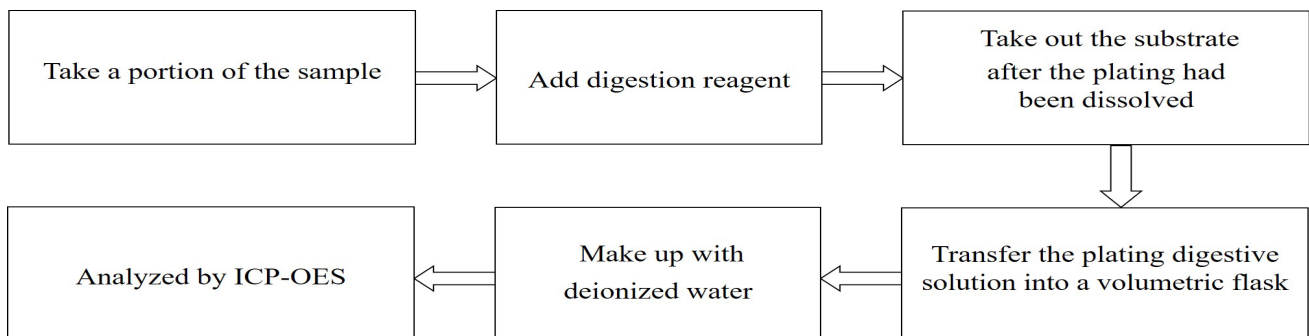 Take a portion of the sample
Add digestion reagent
Take out the substrate
after the plating had
been dissolved
Transfer the plating digestive
solution into a volumetric flask
Make up with
deionized water
Analyzed by ICP-OES